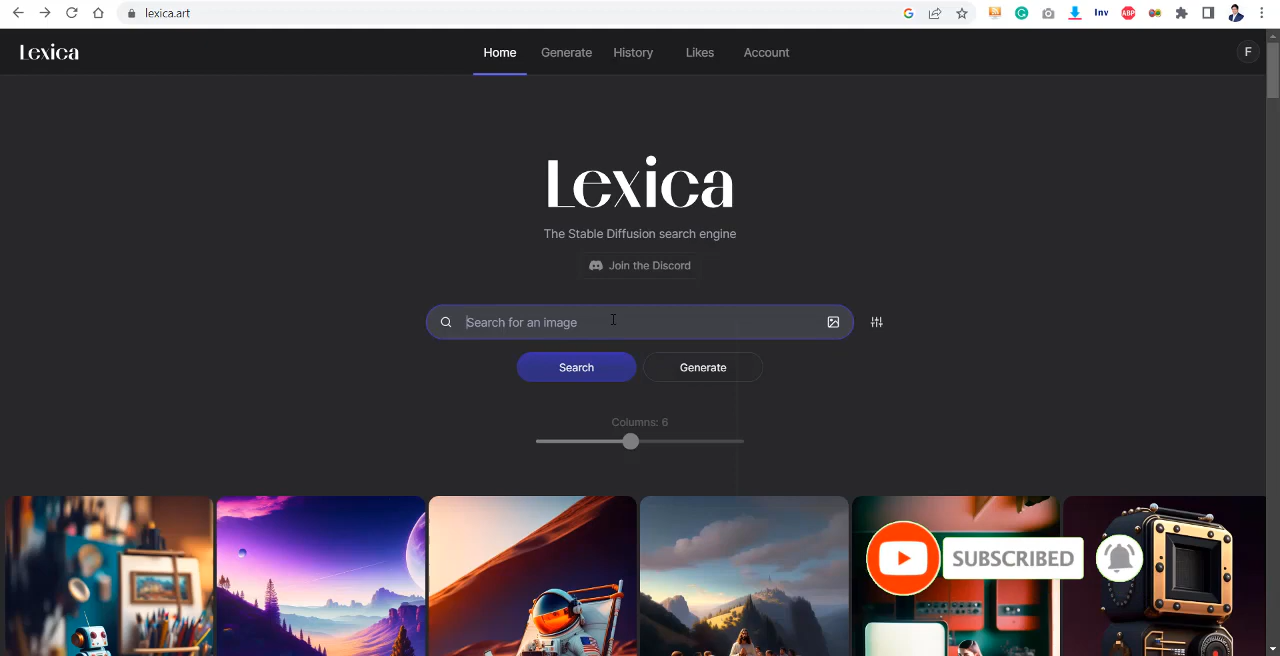 lexica.art
Inv
ABP
Lexica
Home
Generate
History
Likes
Account
F
Lexica
The Stable Diffusion search engine
Join the Discord
Search for an image
Search
Generate
Columns: 6
SUBSCRIBED